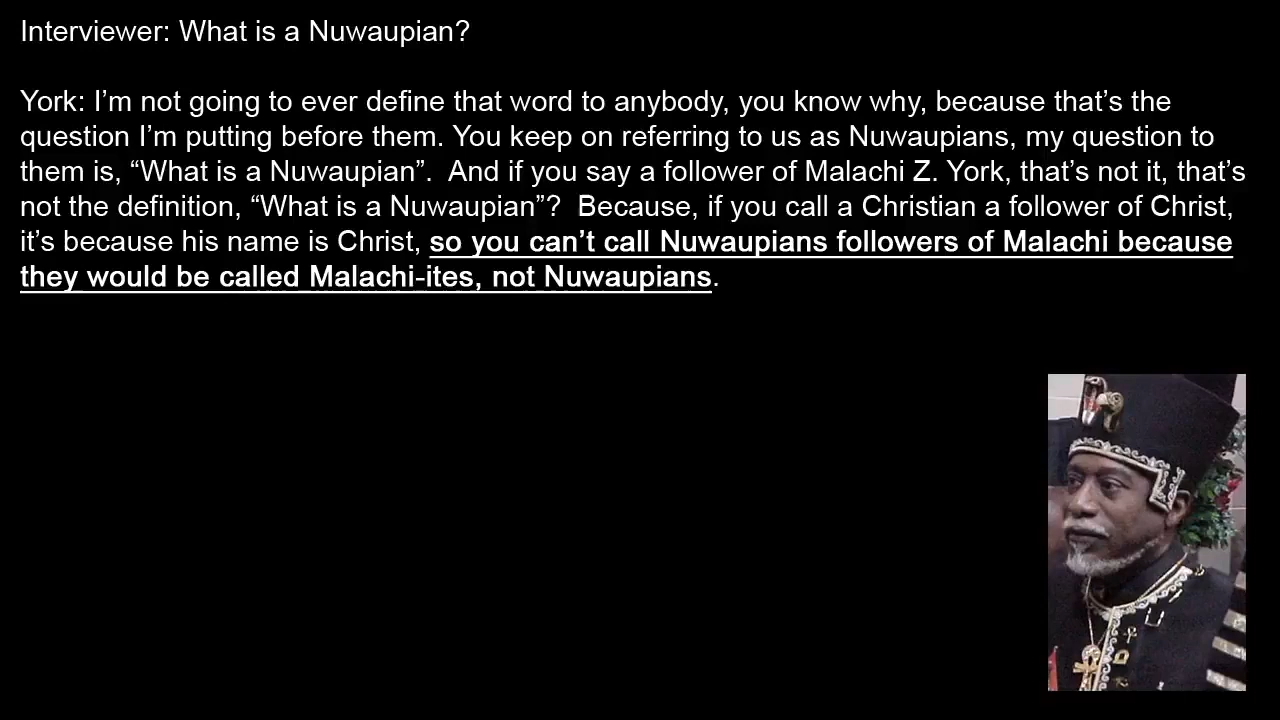 Interviewer: What is a Nuwaupian?
York: I’m not going to ever define that word to anybody, you know why, because that’s the
question I’m putting before them. You keep on referring to us as Nuwaupians, my question to
them is, “What is a Nuwaupian”.  And if you say a follower of Malachi Z. York, that’s not it, that’s
not the definition, “What is a Nuwaupian”?  Because, if you call a Christian a follower of Christ,
it’s because his name is Christ, so you can’t call Nuwaupians followers of Malachi because
they would be called Malachi-ites, not Nuwaupians.